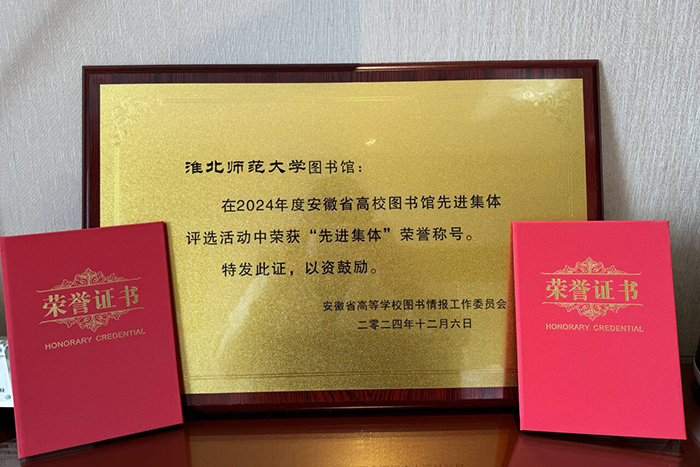 淮北师范大学图书馆：
在2024年度安徽省高校图书馆先进集体
评选活动中荣获“先进集体”荣誉称号。
特发此证，以资鼓励。
安徽省高等学校图书情报工作委员会
二零二四年十二月六日
荣誉证书
HONORARY CREDENTIAL
荣誉证书
HONORARY CREDENTIAL